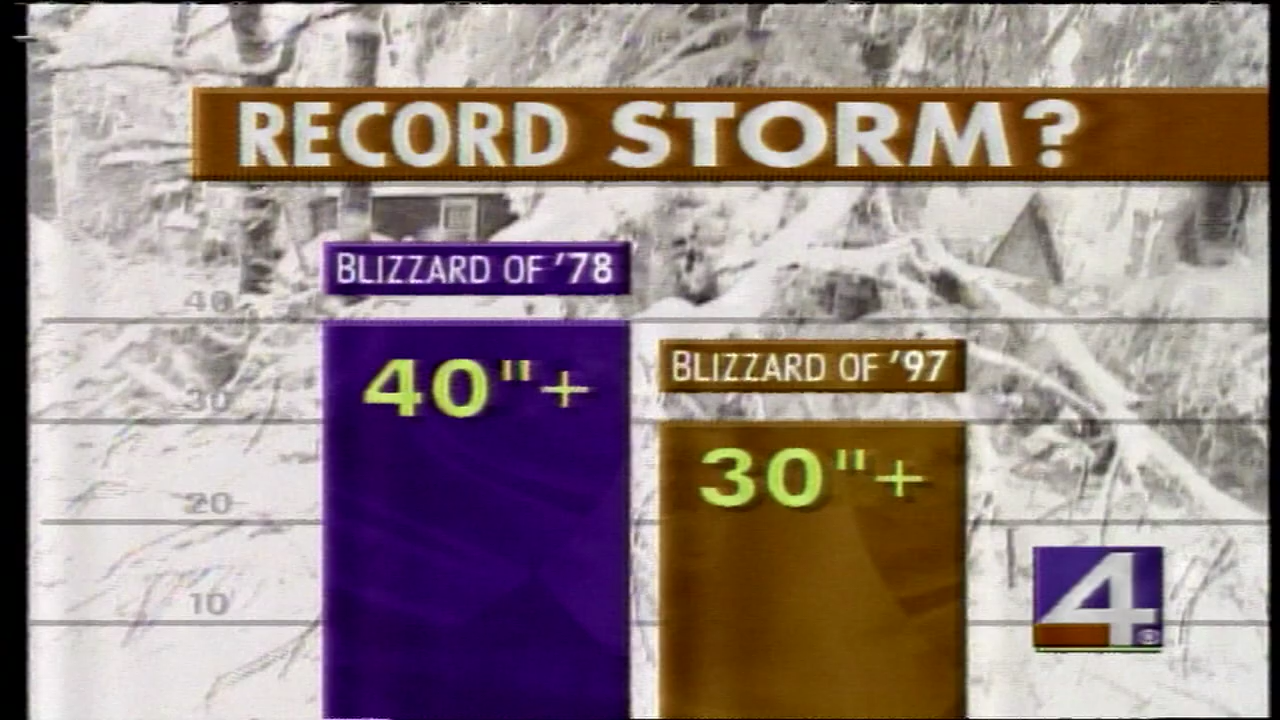 RECORD STORM?
BLIZZARD OF '78
40
40"+
BLIZZARD OF '97
30
30"+
20
10
4